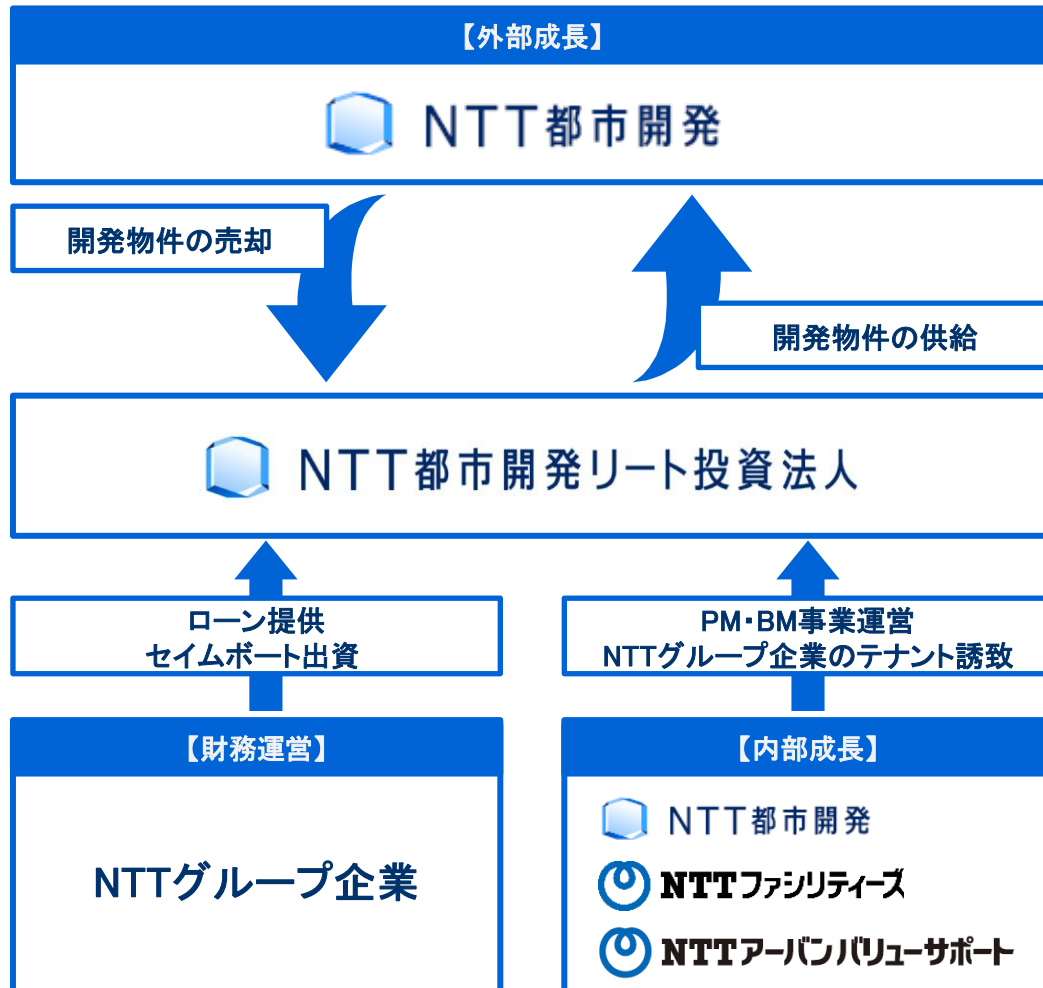 【外部成長】
NTT都市開発
開発物件の売却
開発物件の供給
NTT都市開発リート投資法人
ローン提供
セイムボート出資
PM・BM事業運営
NTTグループ企業のテナント誘致
【財務運営】
NTTグループ企業
【内部成長】
NTT都市開発
NTTファシリティーズ
NTTアーバンバリューサポート